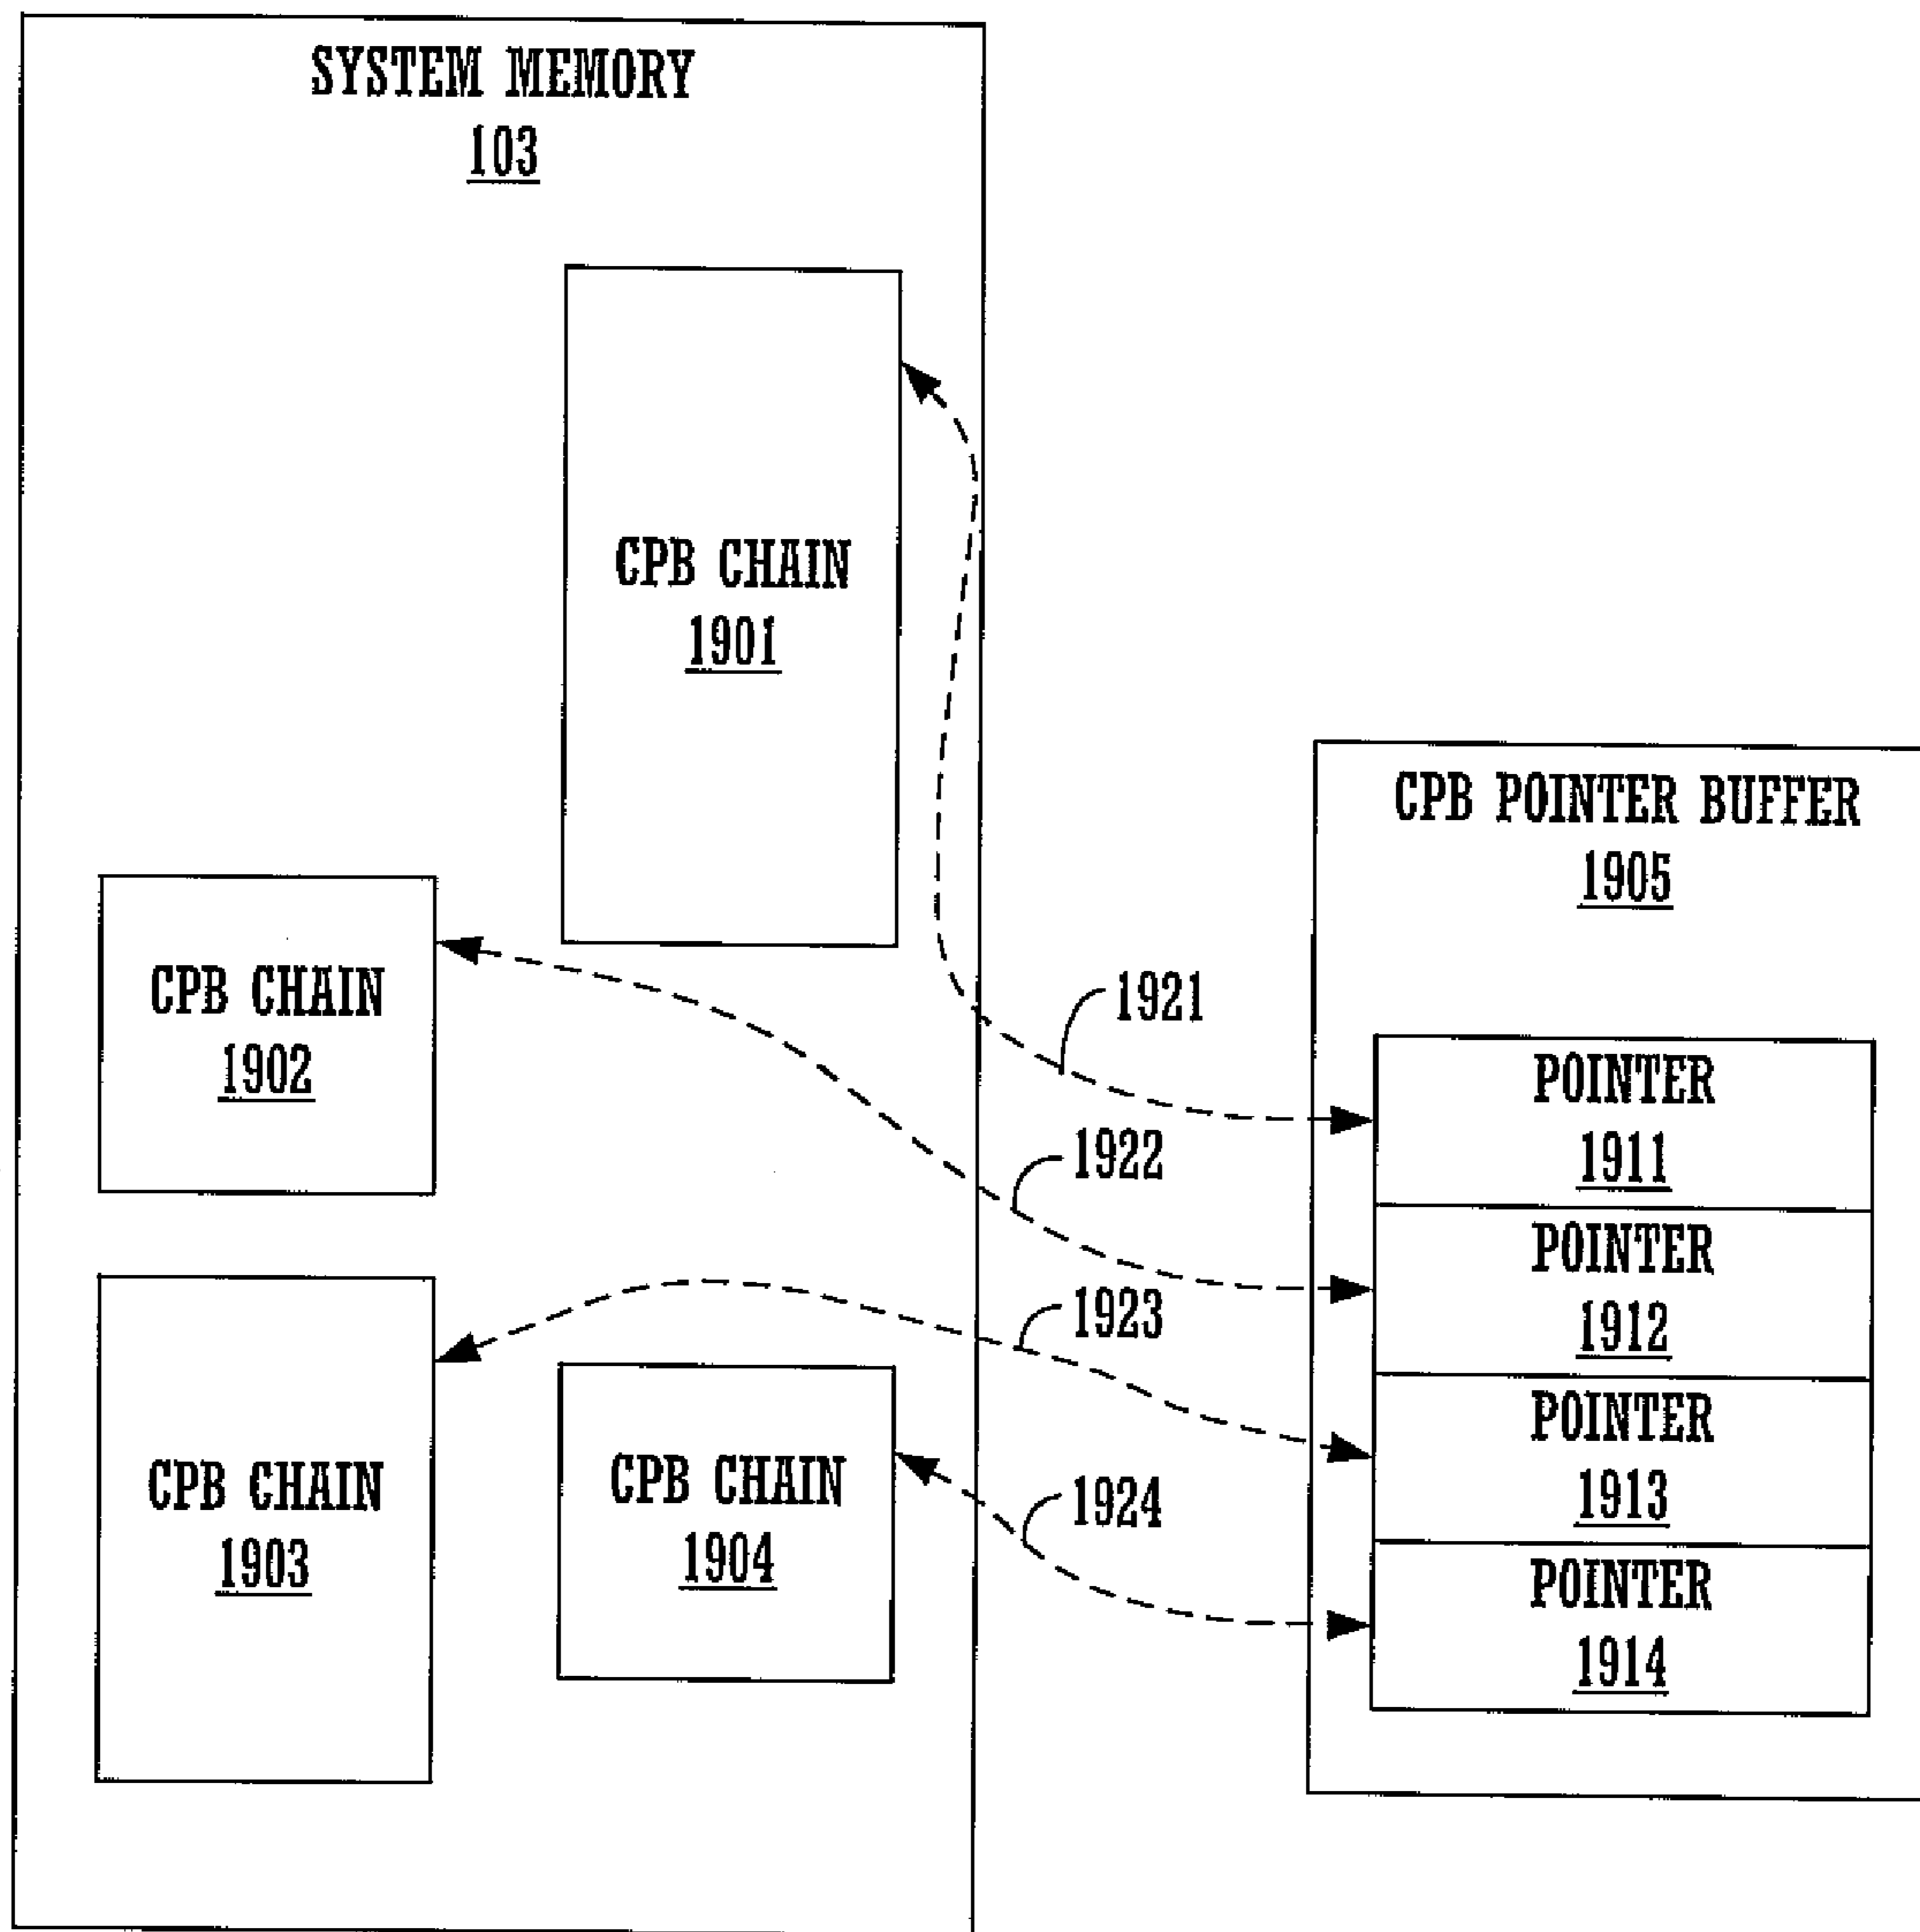 SYSTEM MEMORY
103
CPB CHAIN
1901
CPB POINTER BUFFER
1905
CPB CHAIN
1902
1921
POINTER
1911
1922
POINTER
1912
1923
CPB CHAIN
1903
CPB CHAIN
1904
POINTER
1913
1924
POINTER
1914